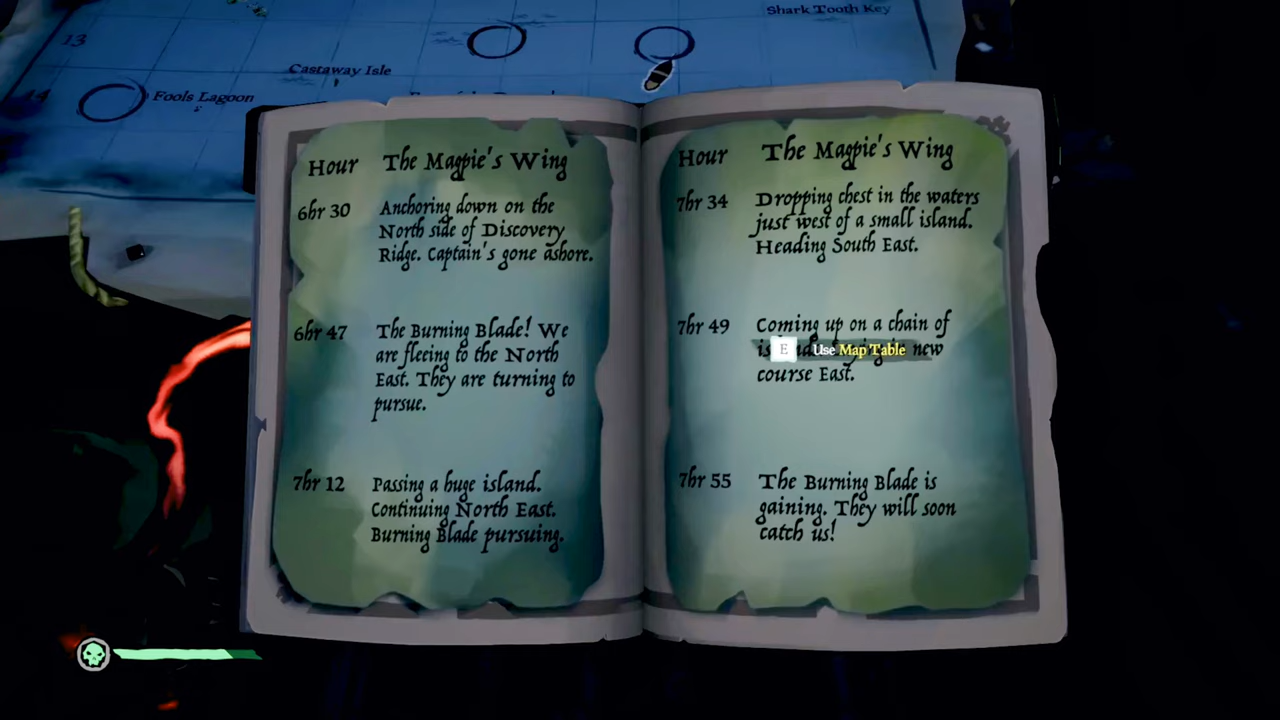 Shark Tooth Key
13
Castaway Isle
14
Fools Lagoon
Hour The Magpie's Wing
6hr 30 Anchoring down on the
North side of Discovery
Ridge. Captain's gone ashore.
6hr 47 The Burning Blade! We
are fleeing to the North
East. They are turning to
pursue.
7hr 12 Passing a huge island.
Continuing North East.
Burning Blade pursuing.
Hour The Magpie's Wing
7hr 34 Dropping chest in the waters
just west of a small island.
Heading South East.
7hr 49 Coming up on a chain of
new
E Use Map Table
course East.
7hr 55 The Burning Blade is
gaining. They will soon
catch us!